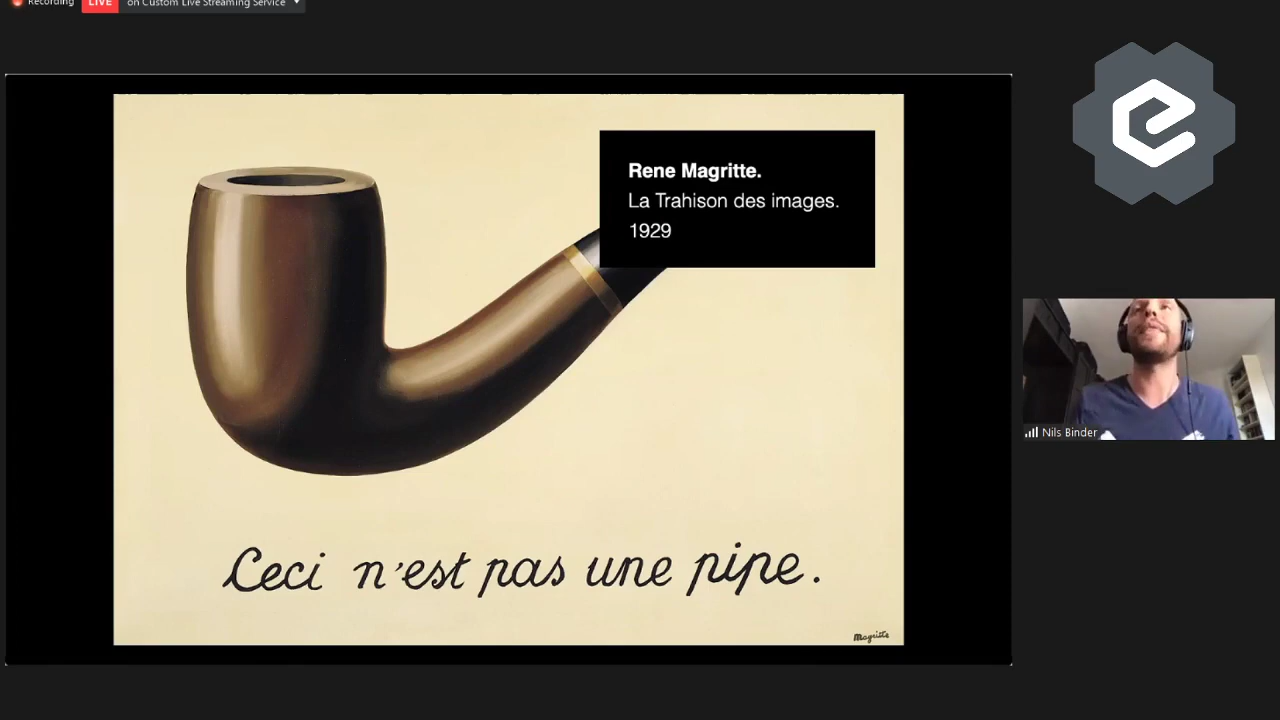 Recording
LIVE
on Custom Live Streaming Service
Rene Magritte.
La Trahison des images.
1929
Ceci n'est pas une pipe.
Magritte
Nils Binder